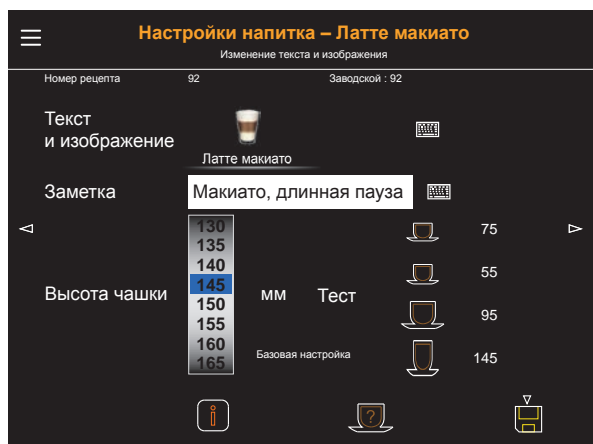 Настройки напитка – Латте макиато
Изменение текста и изображения
Номер рецепта 92 Заводской : 92
Текст
и изображение
Латте макиато
Заметка Макиато, длинная пауза
130
135
140
145
150
155
160
165
Высота чашки
мм
Тест
Базовая настройка
75
55
95
145
i
?